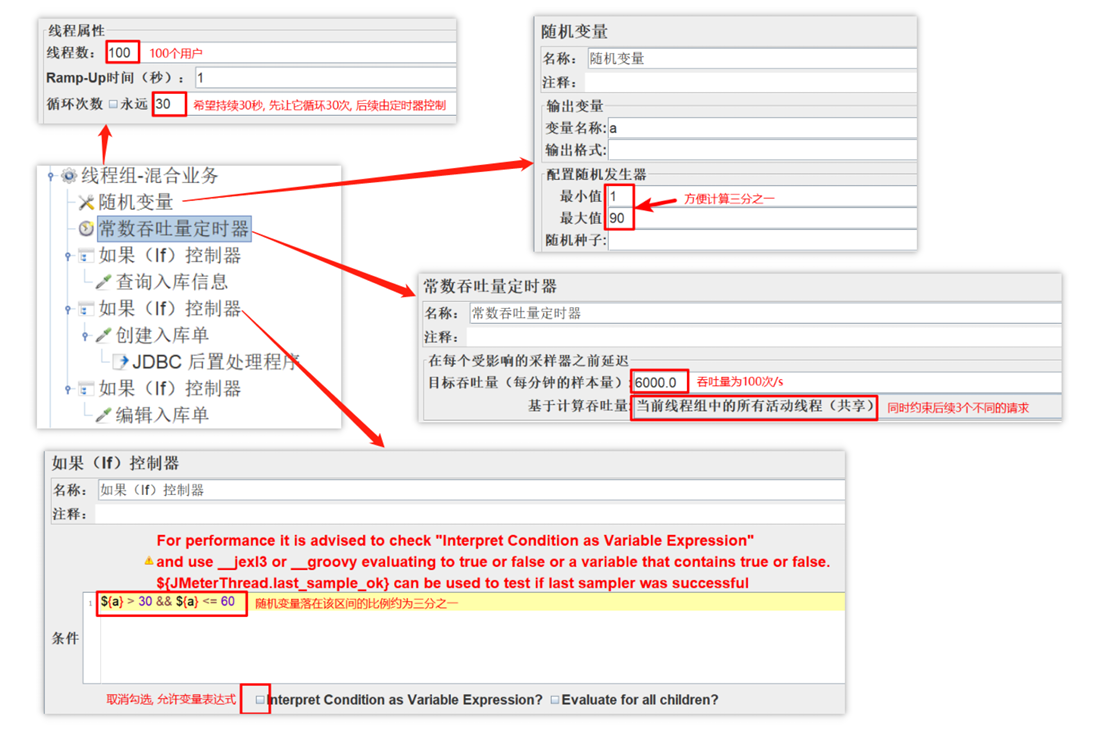 线程属性
线程数: 100 100个用户
Ramp-Up时间（秒）: 1
循环次数 永远 30 希望持续30秒, 先让它循环30次, 后续由定时器控制
线程组-混合业务
随机变量
常数吞吐量定时器
如果（If）控制器
查询入库信息
如果（If）控制器
创建入库单
JDBC 后置处理程序
如果（If）控制器
编辑入库单
随机变量
名称: 随机变量
注释:
输出变量
变量名称: a
输出格式:
配置随机发生器
最小值 1 方便计算三分之一
最大值 90
随机种子:
常数吞吐量定时器
名称: 常数吞吐量定时器
注释:
在每个受影响的采样器之前延迟
目标吞吐量（每分钟的样本量）: 6000.0 吞吐量为100次/s
基于计算吞吐量: 当前线程组中的所有活动线程（共享） 同时约束后续3个不同的请求
如果（If）控制器
名称: 如果（If）控制器
注释:
For performance it is advised to check "Interpret Condition as Variable Expression"
and use __jexl3 or __groovy evaluating to true or false or a variable that contains true or false.
${JMeterThread.last_sample_ok} can be used to test if last sampler was successful
1 ${a} > 30 && ${a} <= 60 随机变量落在该区间的比例约为三分之一
条件
取消勾选, 允许变量表达式 Interpret Condition as Variable Expression? Evaluate for all children?